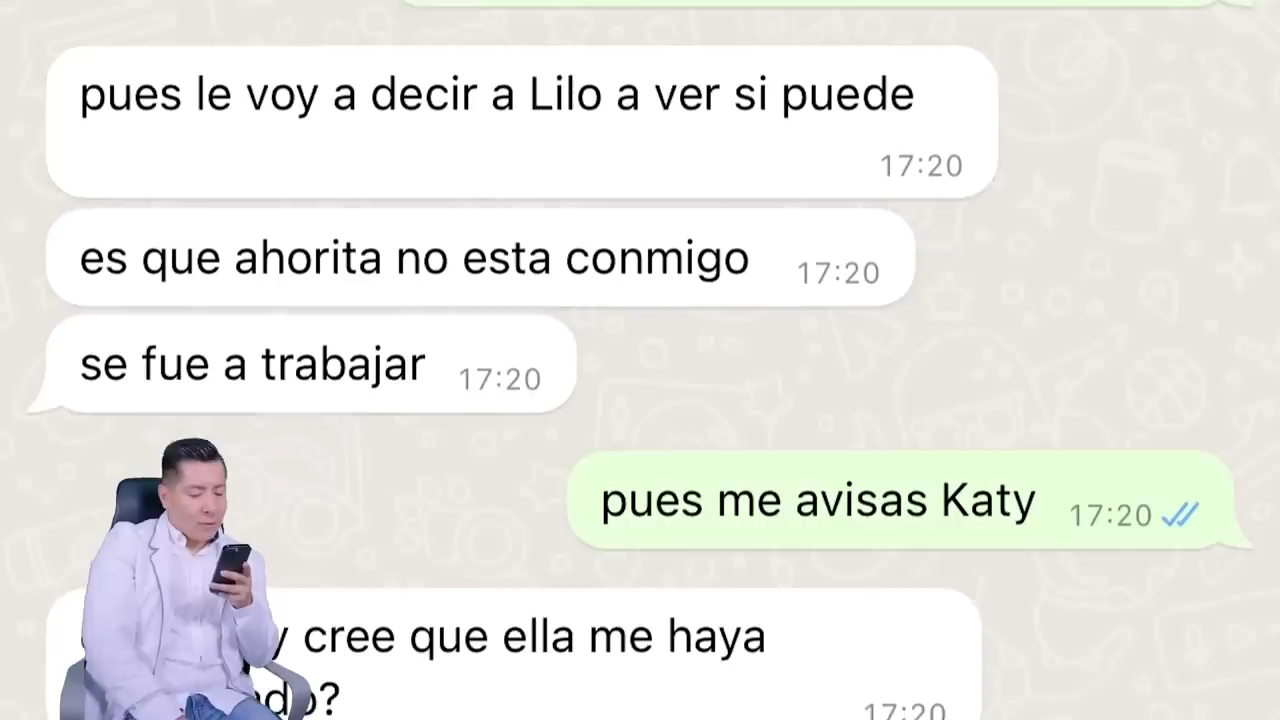 pues le voy a decir a Lilo a ver si puede
17:20
es que ahorita no esta conmigo 17:20
se fue a trabajar 17:20
pues me avisas Katy 17:20
y cree que ella me haya
?
17:20